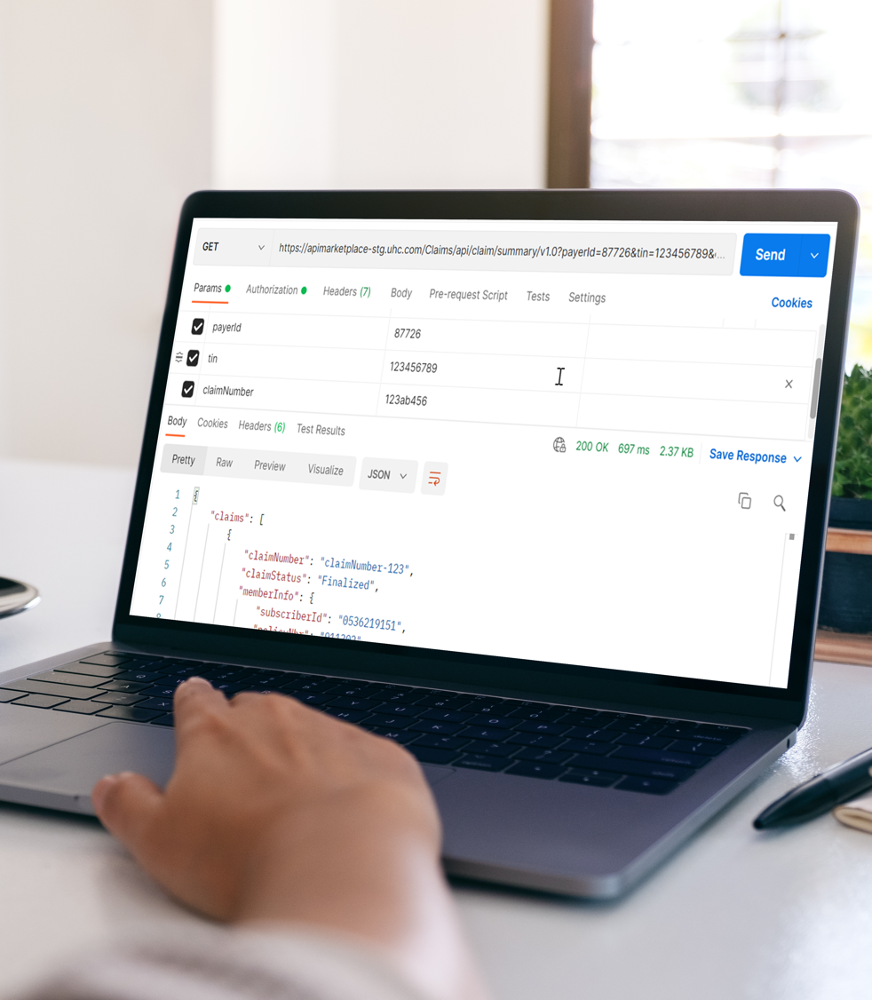 GET https://apimarketplace-stg.uhc.com/Claims/api/claim/summary/v1.0?payerId=87726&tin=123456789&... Send
Params Authorization Headers (7) Body Pre-request Script Tests Settings Cookies
payerId 87726
tin 123456789
claimNumber 123ab456
Body Cookies Headers (6) Test Results 200 OK 697 ms 2.37 KB Save Response
Pretty Raw Preview Visualize JSON
1 {
2 "claims": [
3 {
4 "claimNumber": "claimNumber-123",
5 "claimStatus": "Finalized",
6 "memberInfo": {
7 "subscriberId": "0536219151",
8 "policyNbr": "911302"